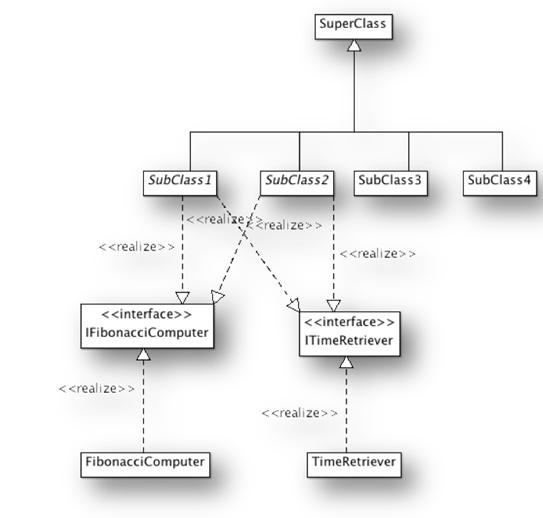 SuperClass
SubClass1
SubClass2
SubClass3
SubClass4
<<realize>>
<<realize>>
<<realize>>
<<realize>>
<<interface>>
IFibonacciComputer
<<interface>>
ITimeRetriever
<<realize>>
<<realize>>
FibonacciComputer
TimeRetriever